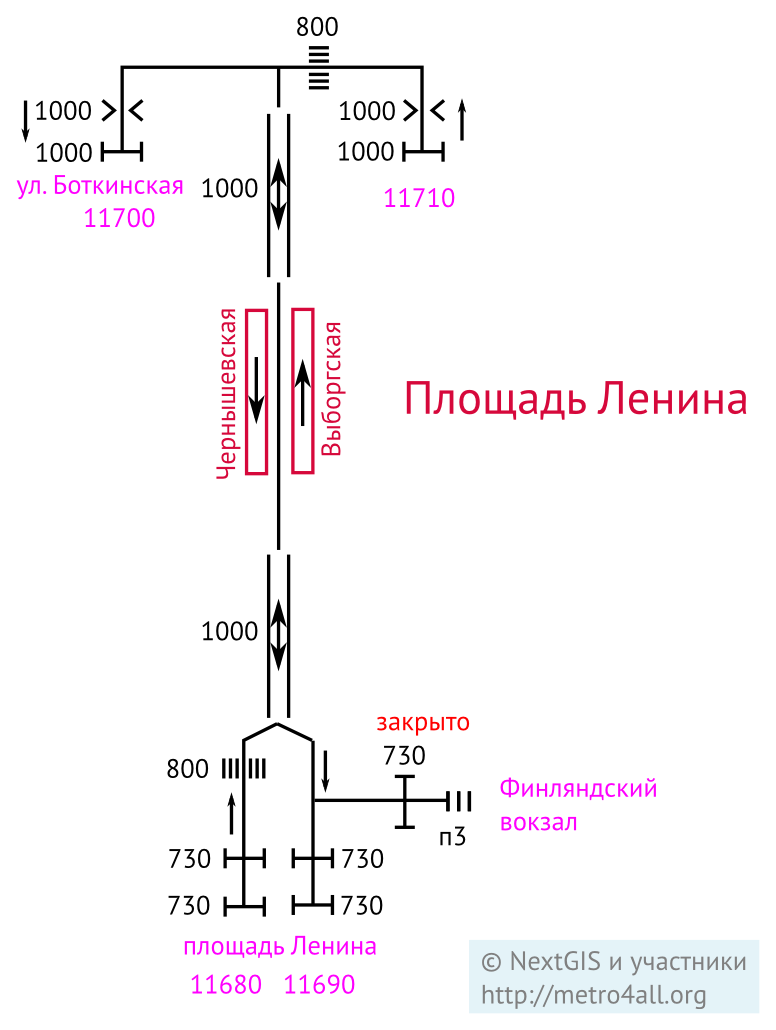 800
1000
1000
1000
1000
ул. Боткинская
11700
1000
11710
Чернышевская
Выборгская
Площадь Ленина
1000
закрыто
730
800
Финляндский
вокзал
п3
730
730
730
730
площадь Ленина
11680 11690
© NextGIS и участники
http://metro4all.org